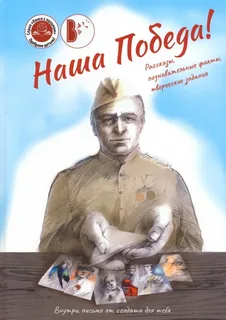 Наша Победа!
Рассказы,
познавательные факты,
творческие задания
Внутри письмо от солдата для тебя